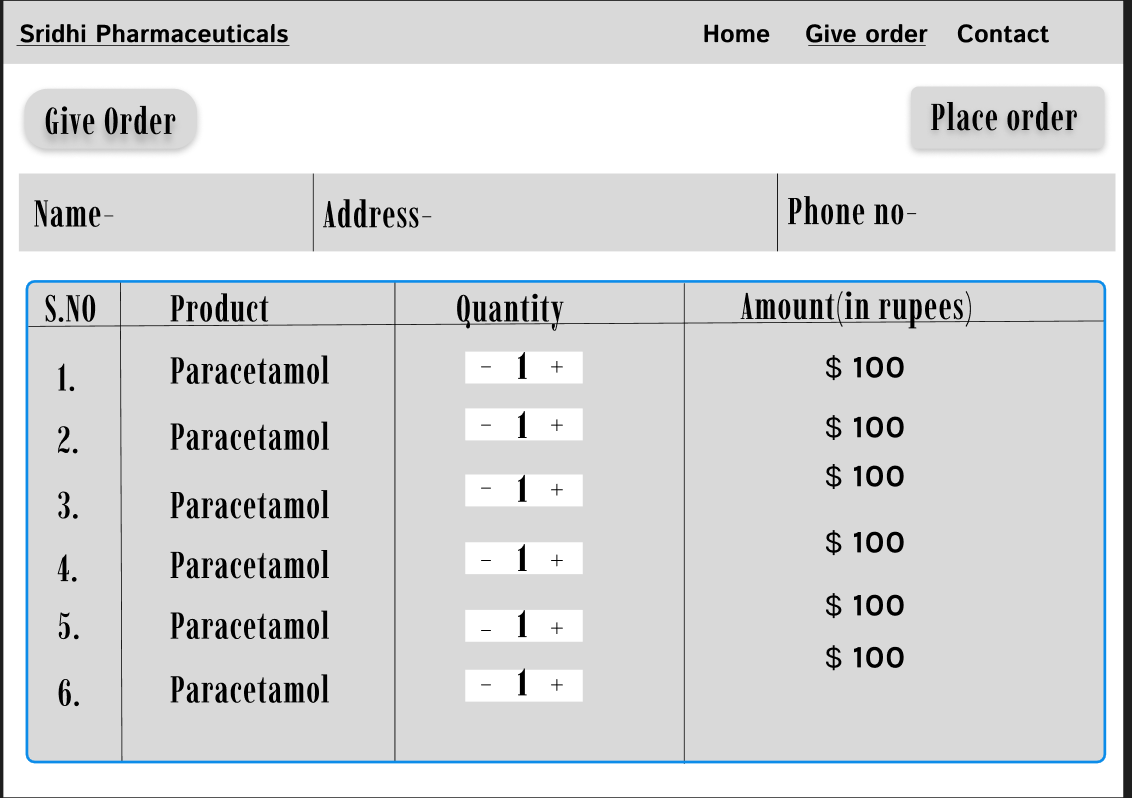 Sridhi Pharmaceuticals Home Give order Contact
Give Order Place order
Name- Address- Phone no-
S.NO Product Quantity Amount(in rupees)
1. Paracetamol - 1 + $ 100
2. Paracetamol - 1 + $ 100
3. Paracetamol - 1 + $ 100
4. Paracetamol - 1 + $ 100
5. Paracetamol - 1 + $ 100
6. Paracetamol - 1 + $ 100